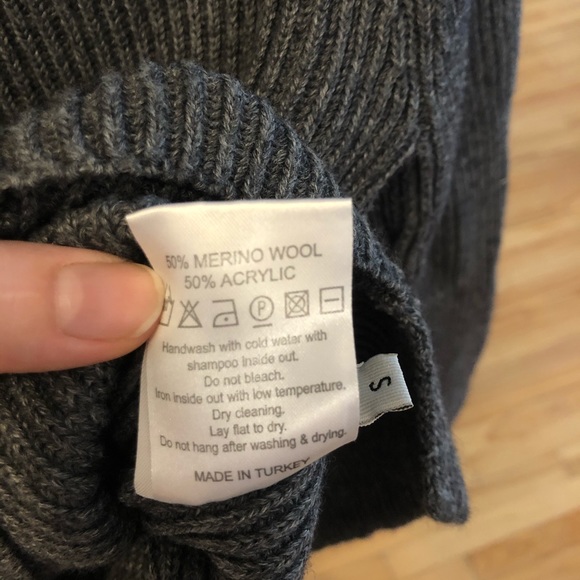 50% MERINO WOOL
50% ACRYLIC
P
Handwash with cold water with
shampoo inside out.
Do not bleach.
Iron inside out with low temperature.
Dry cleaning.
Lay flat to dry.
Do not hang after washing & drying.
MADE IN TURKEY
S